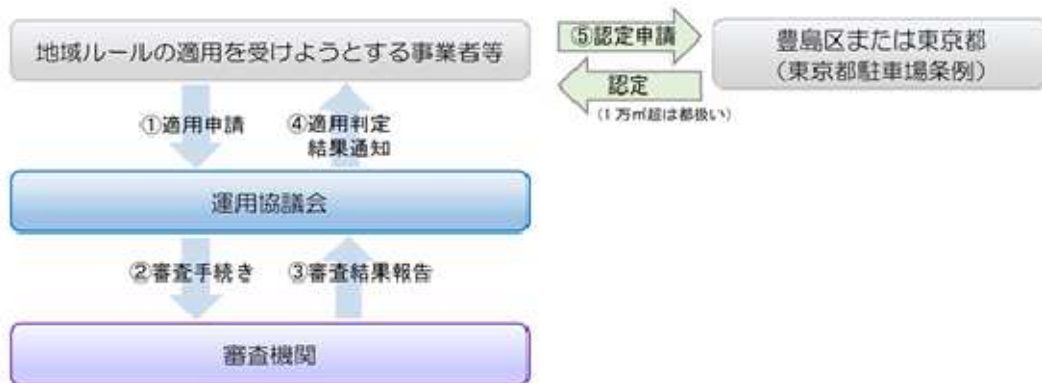 地域ルールの適用を受けようとする事業者等
⑤認定申請
豊島区または東京都
（東京都駐車場条例）
認定
（1万㎡超は都扱い）
①適用申請
④適用判定
結果通知
運用協議会
②審査手続き
③審査結果報告
審査機関